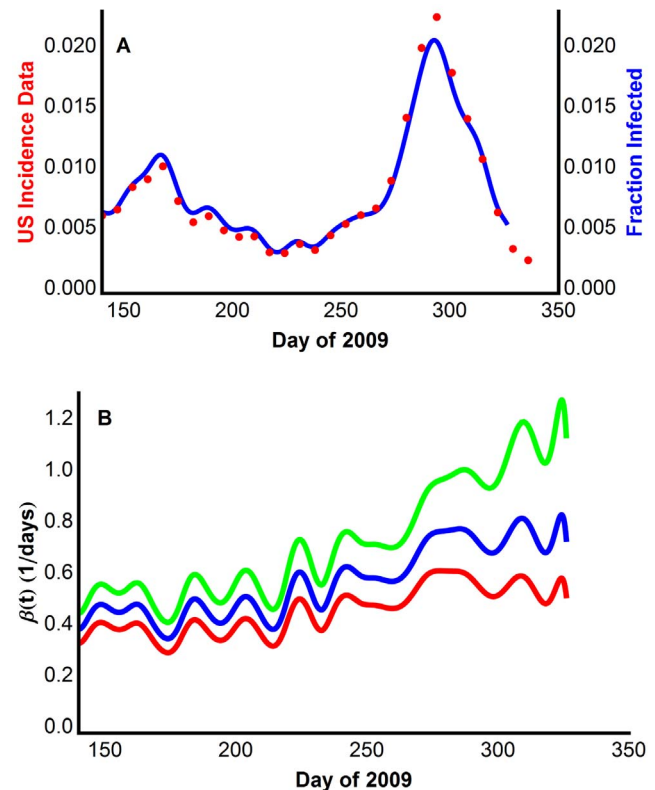 A
0.020 0.020
0.015 0.015
0.010 0.010
0.005 0.005
0.000 0.000
US Incidence Data
Fraction Infected
150 200 250 300 350
Day of 2009
B
1.2
1.0
0.8
0.6
0.4
0.2
0.0
β(t) (1/days)
150 200 250 300 350
Day of 2009